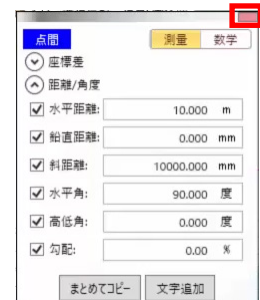 点間 測量 数学
座標差
距離/角度
水平距離: 10.000 m
鉛直距離: 0.000 mm
斜距離: 10000.000 mm
水平角: 90.000 度
高低角: 0.000 度
勾配: 0.00 %
まとめてコピー 文字追加